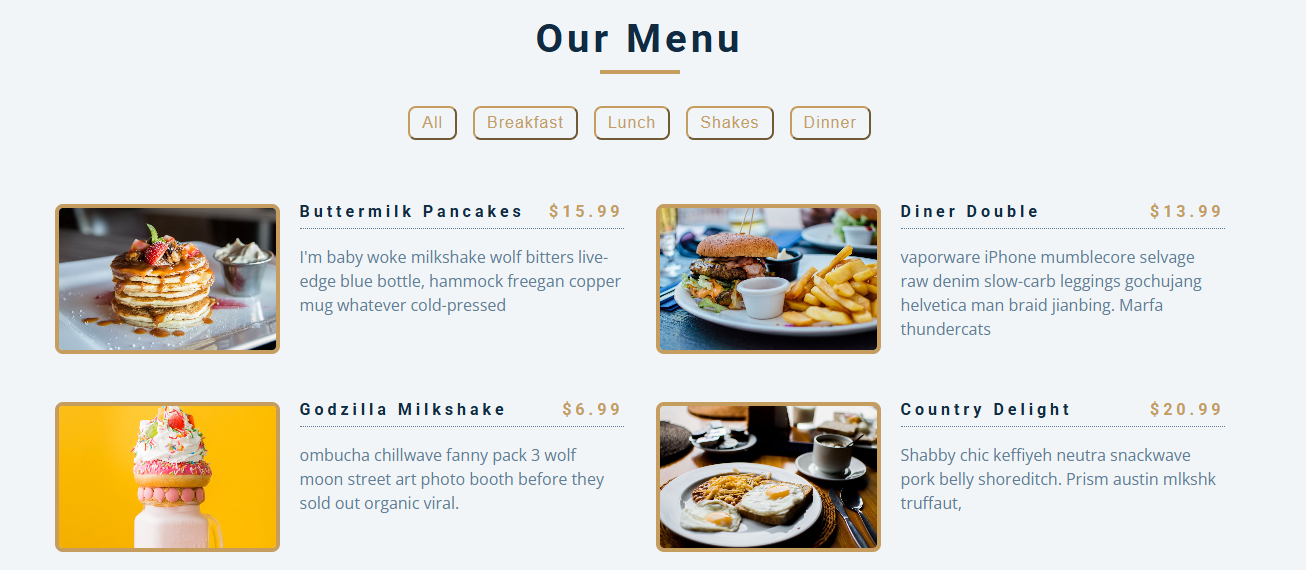 Our Menu
All Breakfast Lunch Shakes Dinner
Buttermilk Pancakes $15.99
I'm baby woke milkshake wolf bitters live-
edge blue bottle, hammock freegan copper
mug whatever cold-pressed
Diner Double $13.99
vaporware iPhone mumblecore selvage
raw denim slow-carb leggings gochujang
helvetica man braid jianbing. Marfa
thundercats
Godzilla Milkshake $6.99
ombucha chillwave fanny pack 3 wolf
moon street art photo booth before they
sold out organic viral.
Country Delight $20.99
Shabby chic keffiyeh neutra snackwave
pork belly shoreditch. Prism austin mlkshk
truffaut,